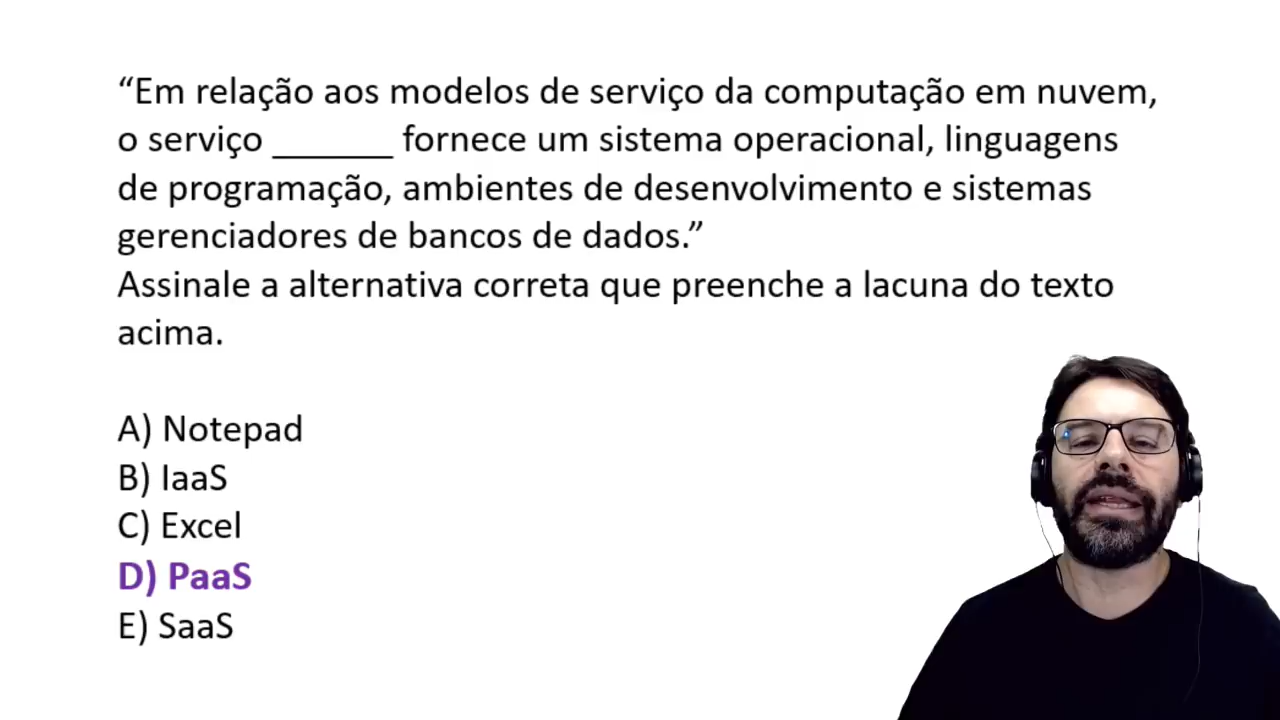 “Em relação aos modelos de serviço da computação em nuvem,
o serviço ______ fornece um sistema operacional, linguagens
de programação, ambientes de desenvolvimento e sistemas
gerenciadores de bancos de dados.”
Assinale a alternativa correta que preenche a lacuna do texto
acima.
A) Notepad
B) IaaS
C) Excel
D) PaaS
E) SaaS